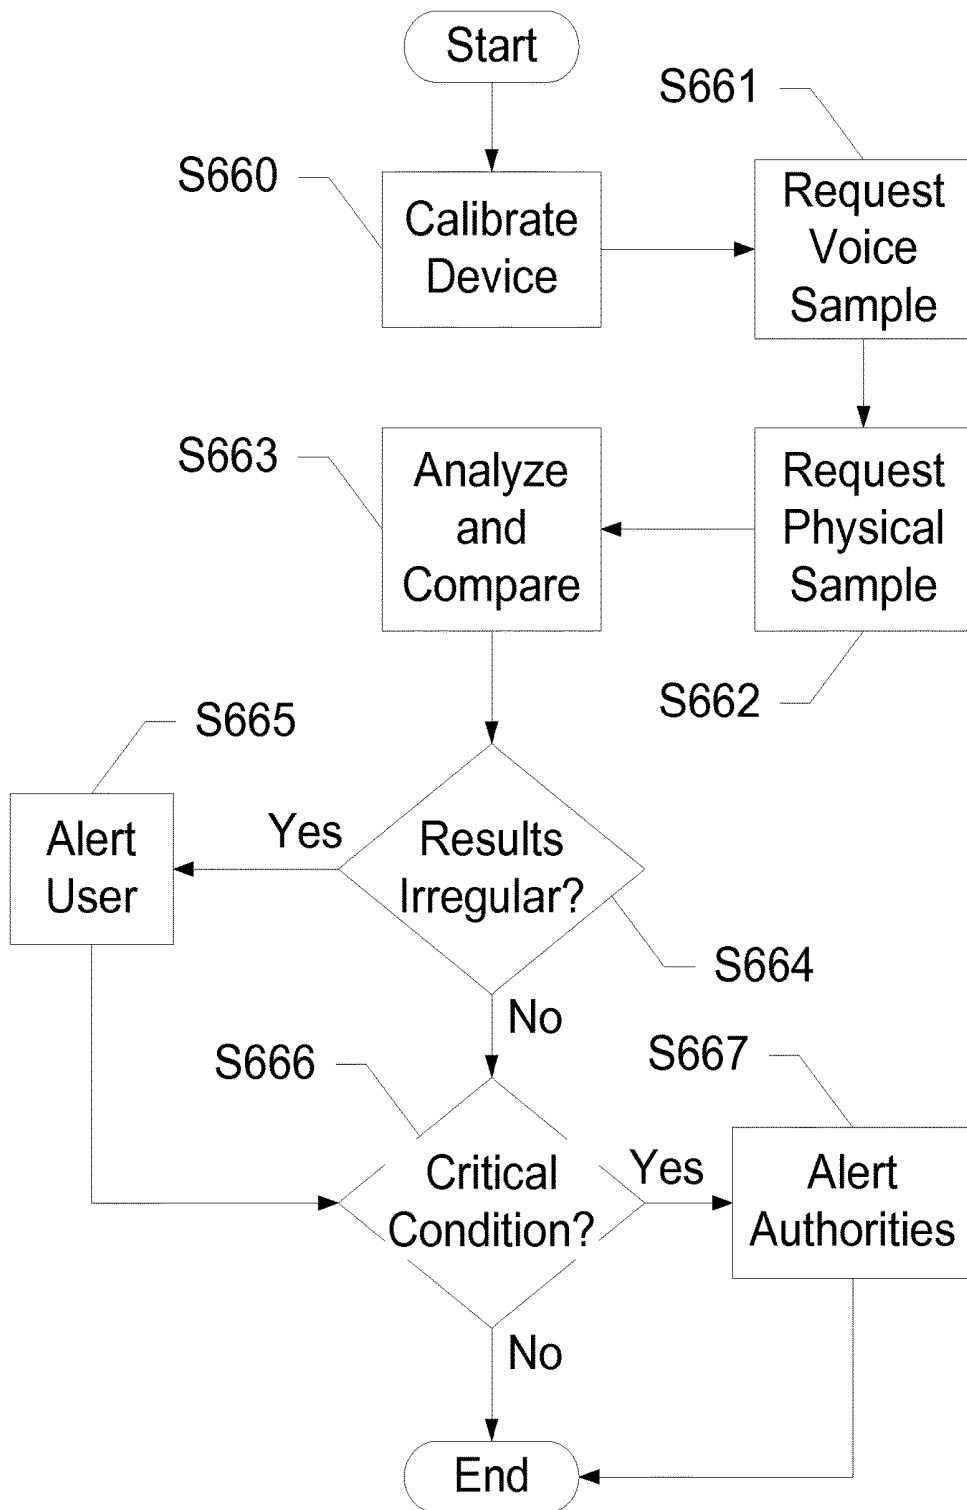 Start
S661
S660
Calibrate
Device
Request
Voice
Sample
S663
Analyze
and
Compare
Request
Physical
Sample
S662
S665
Alert
User
Yes
Results
Irregular?
S664
No
S666
S667
Critical
Condition?
Yes
Alert
Authorities
No
End